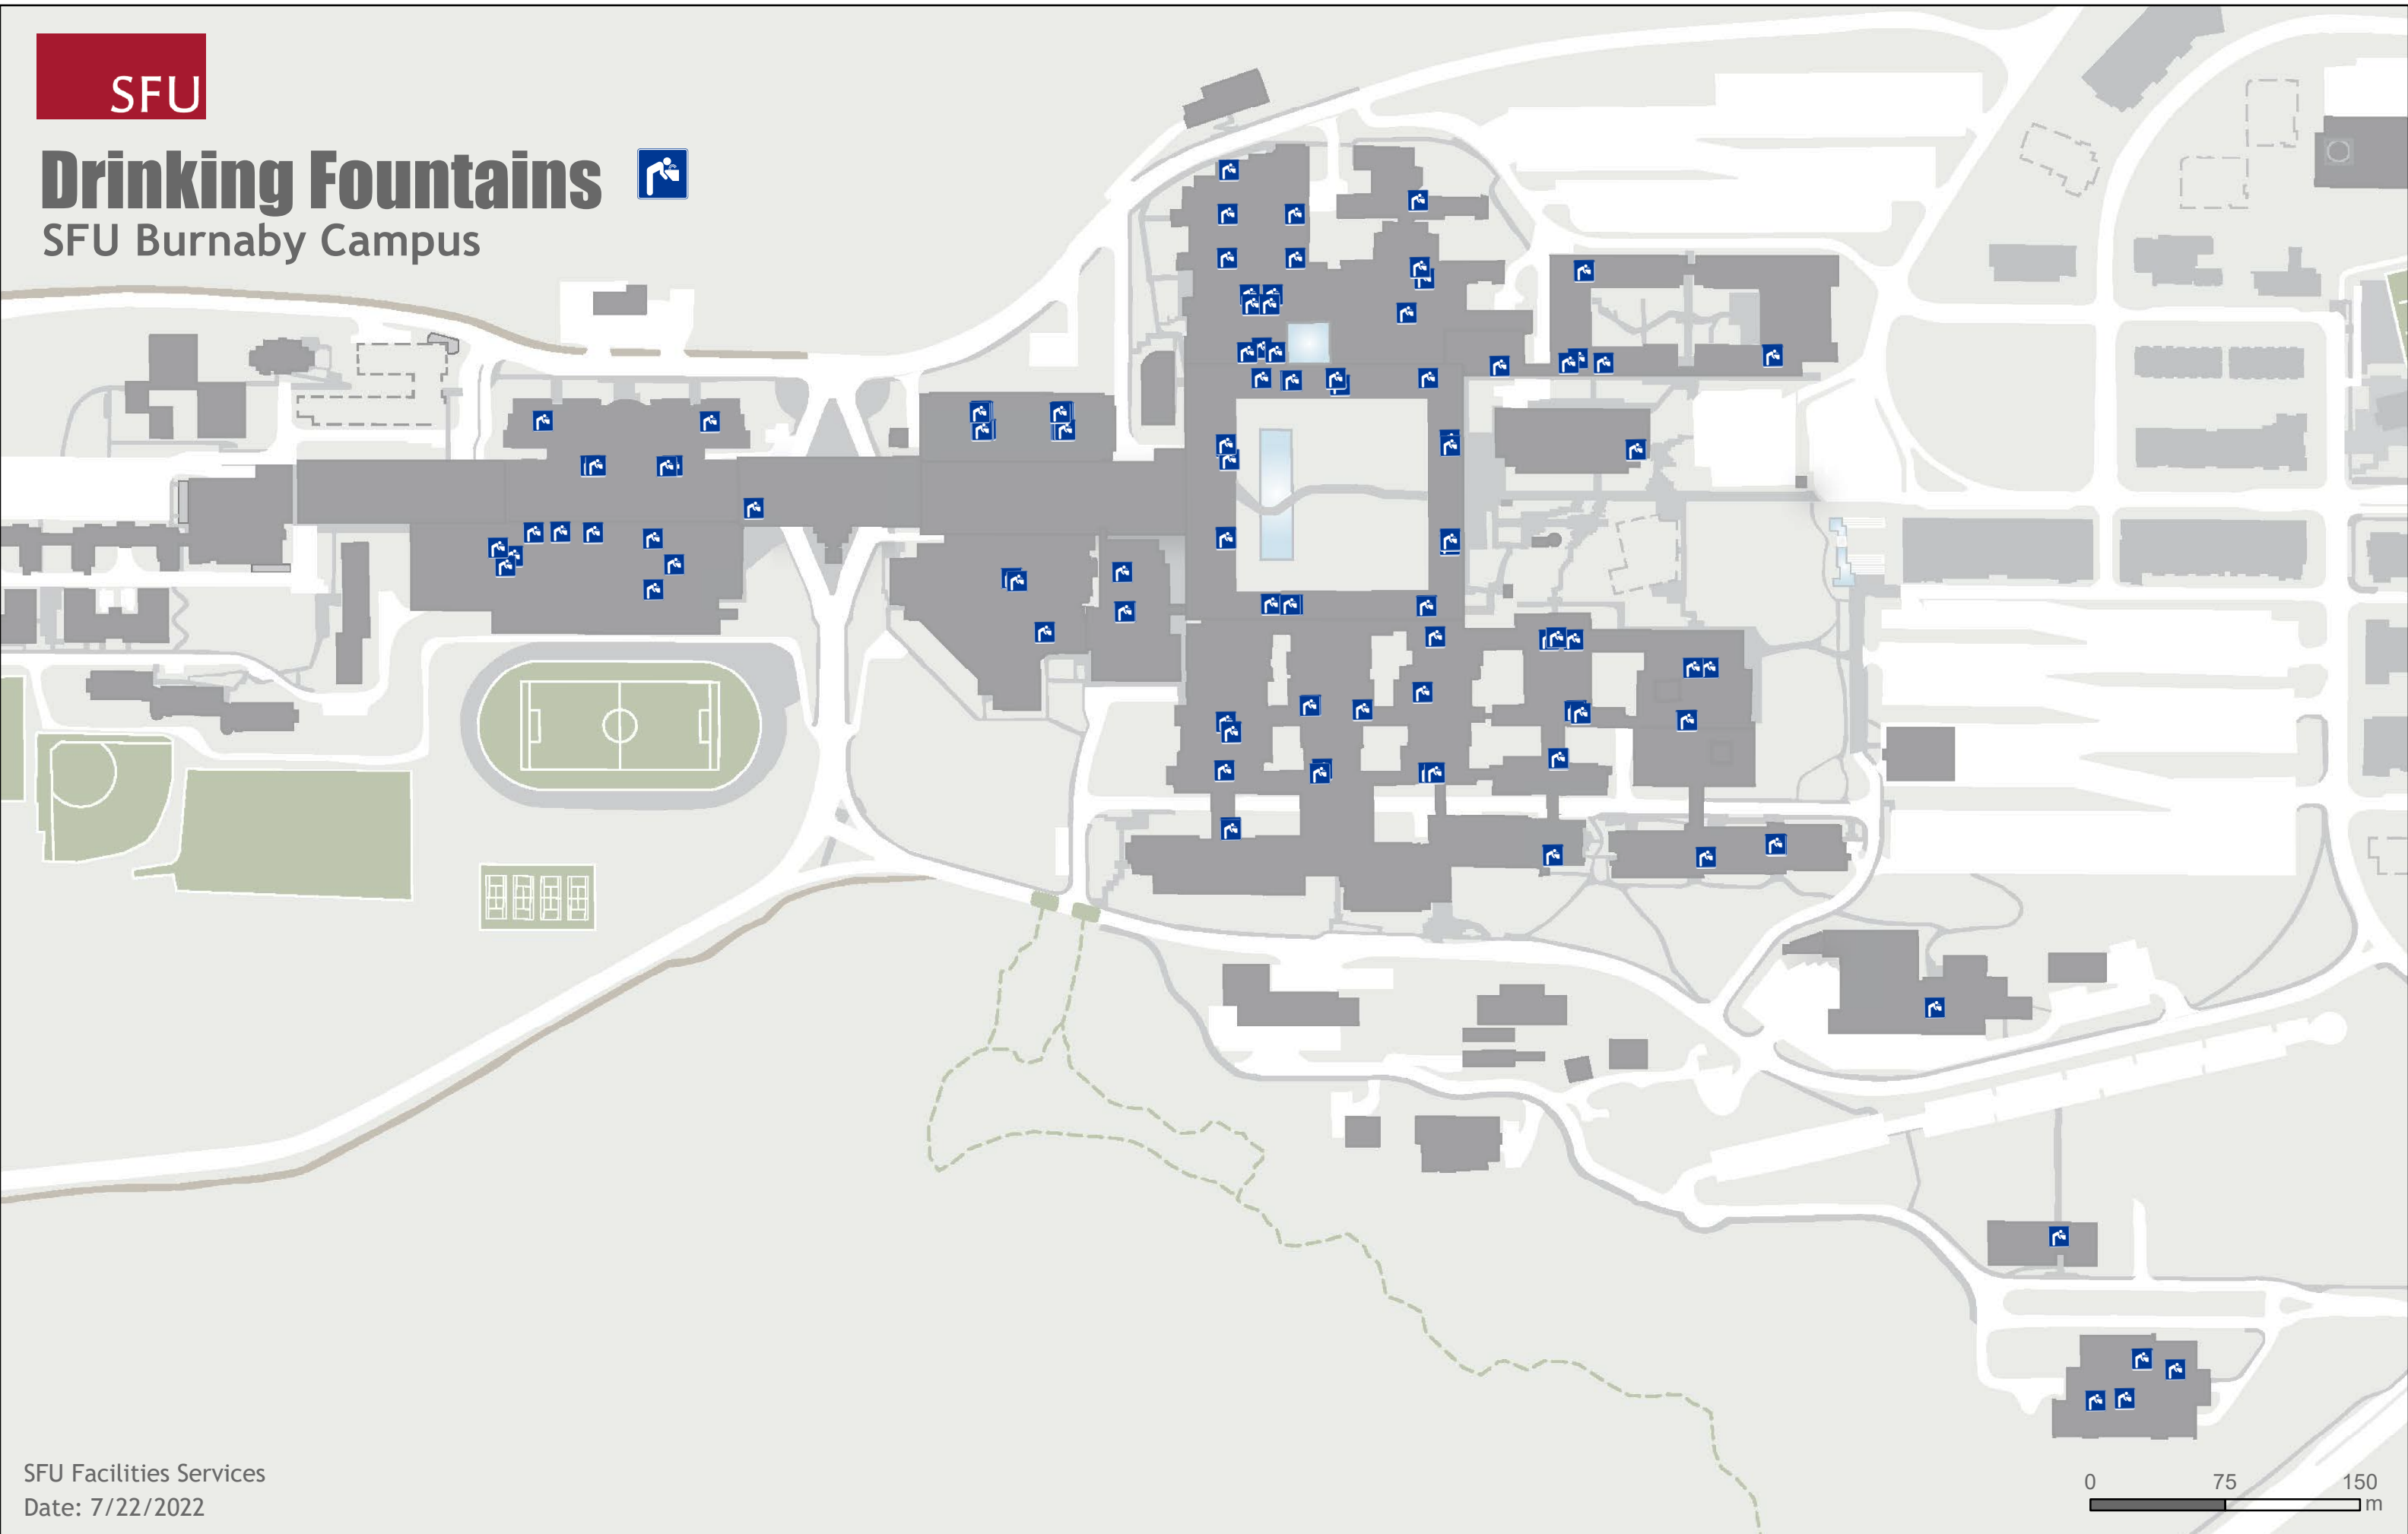 SFU
Drinking Fountains
SFU Burnaby Campus
SFU Facilities Services
Date: 7/22/2022
0 75 150
m